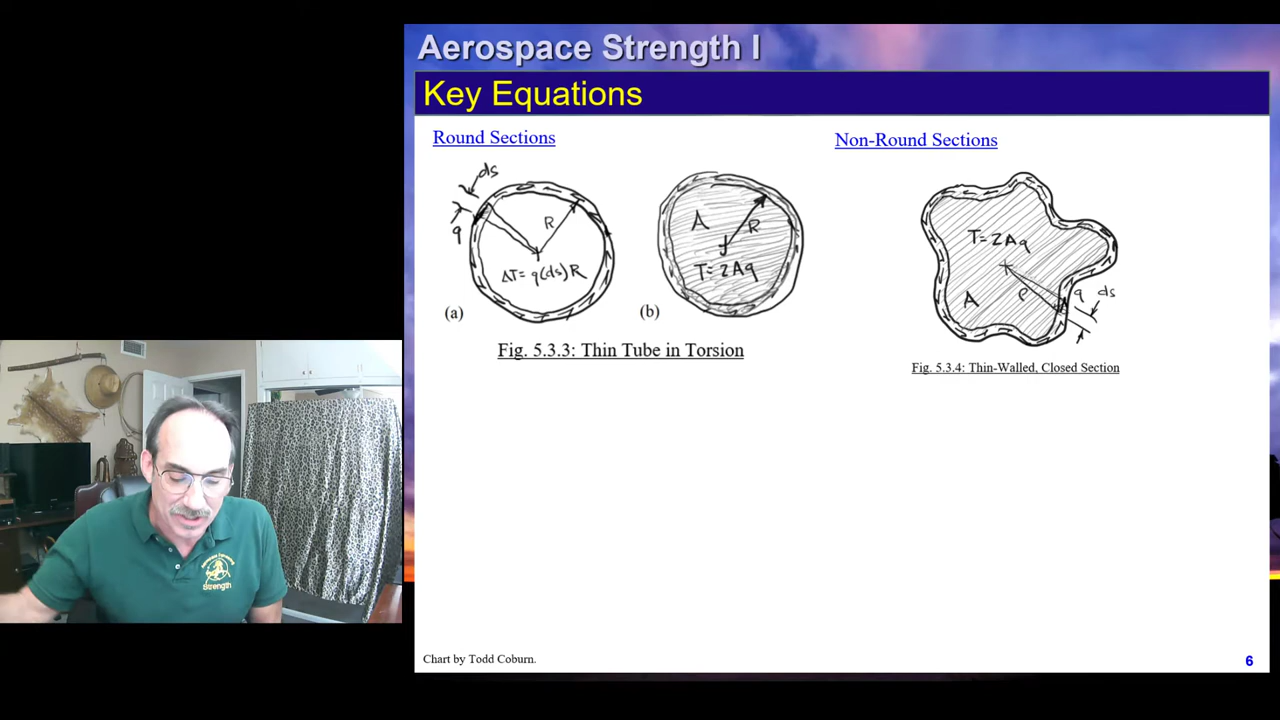 Aerospace Strength I
Key Equations
Round Sections
Non-Round Sections
ds
q
R
ΔT= q(ds)R
(a)
A
R
T=2Aq
(b)
T=2Aq
A
ρ
q
ds
Fig. 5.3.3: Thin Tube in Torsion
Fig. 5.3.4: Thin-Walled, Closed Section
Strength
Chart by Todd Coburn.
6